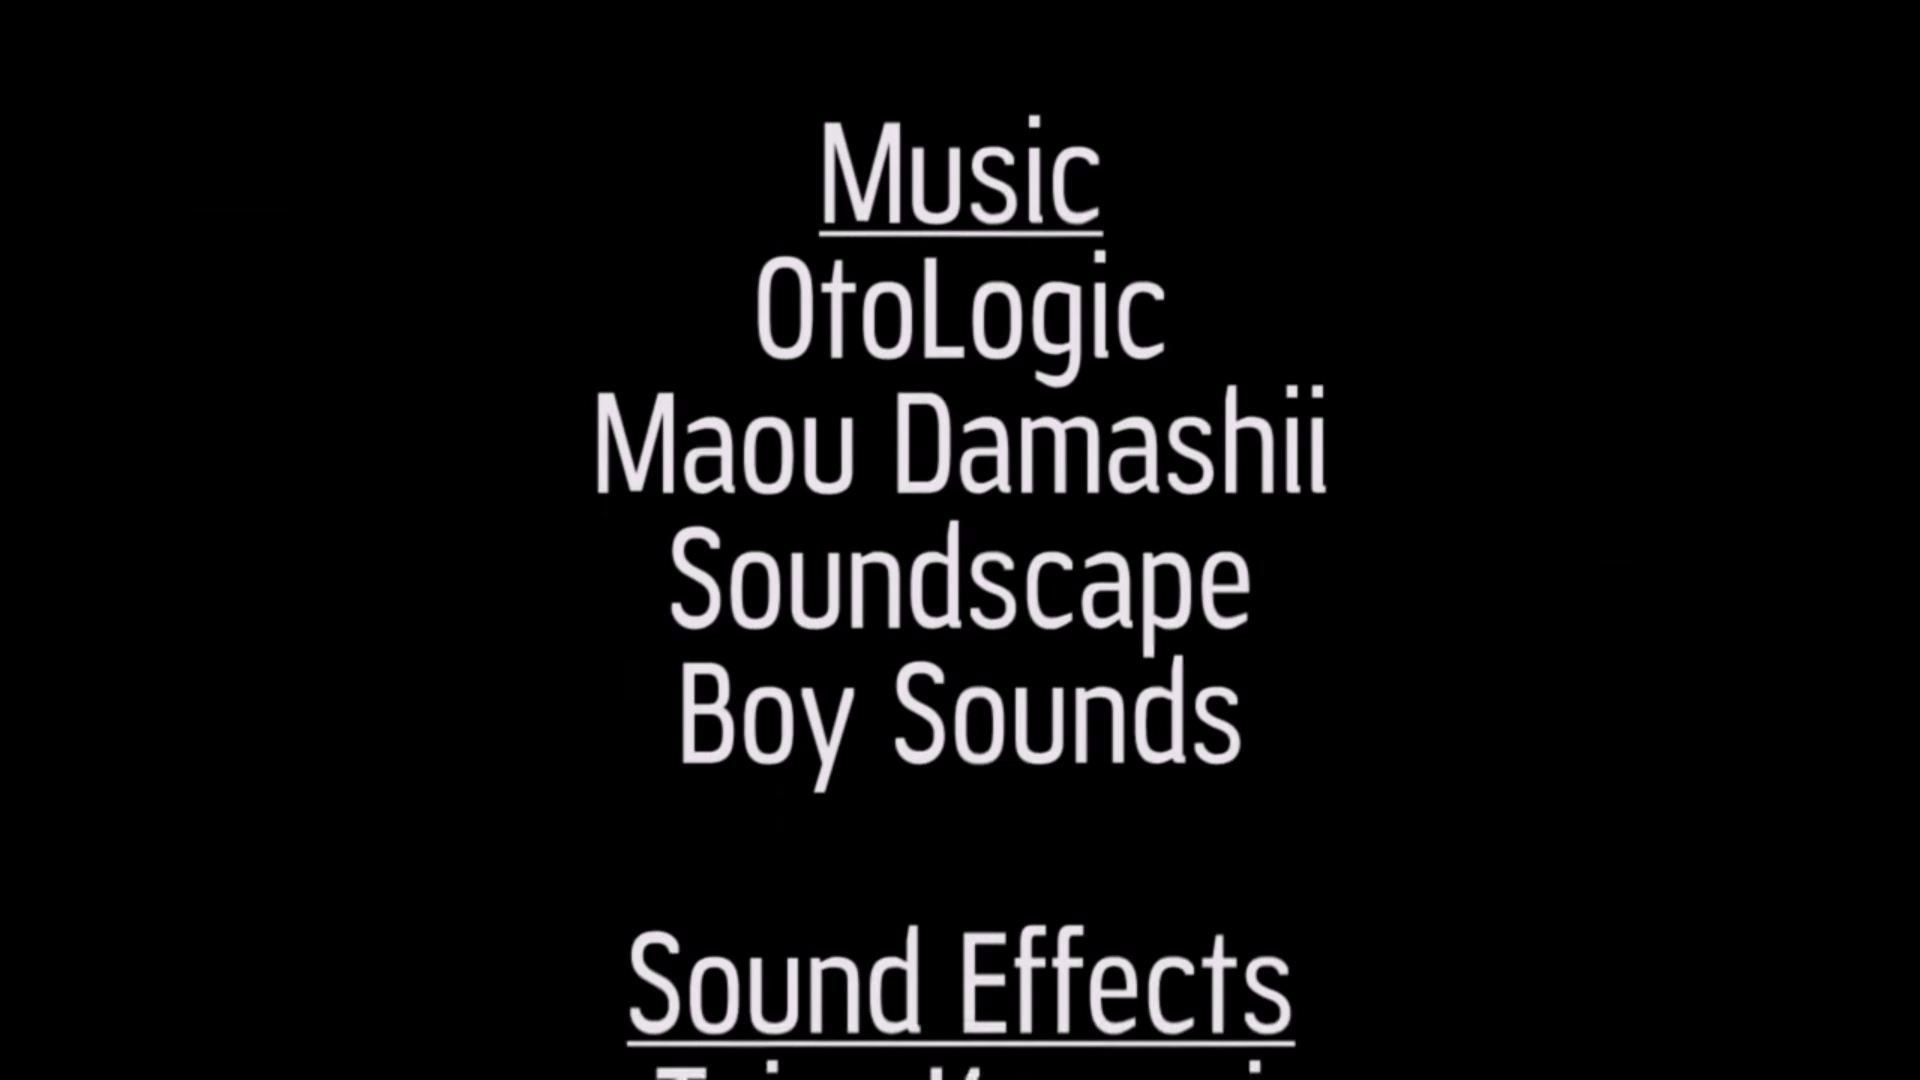 Music
OtoLogic
Maou Damashii
Soundscape
Boy Sounds
Sound Effects